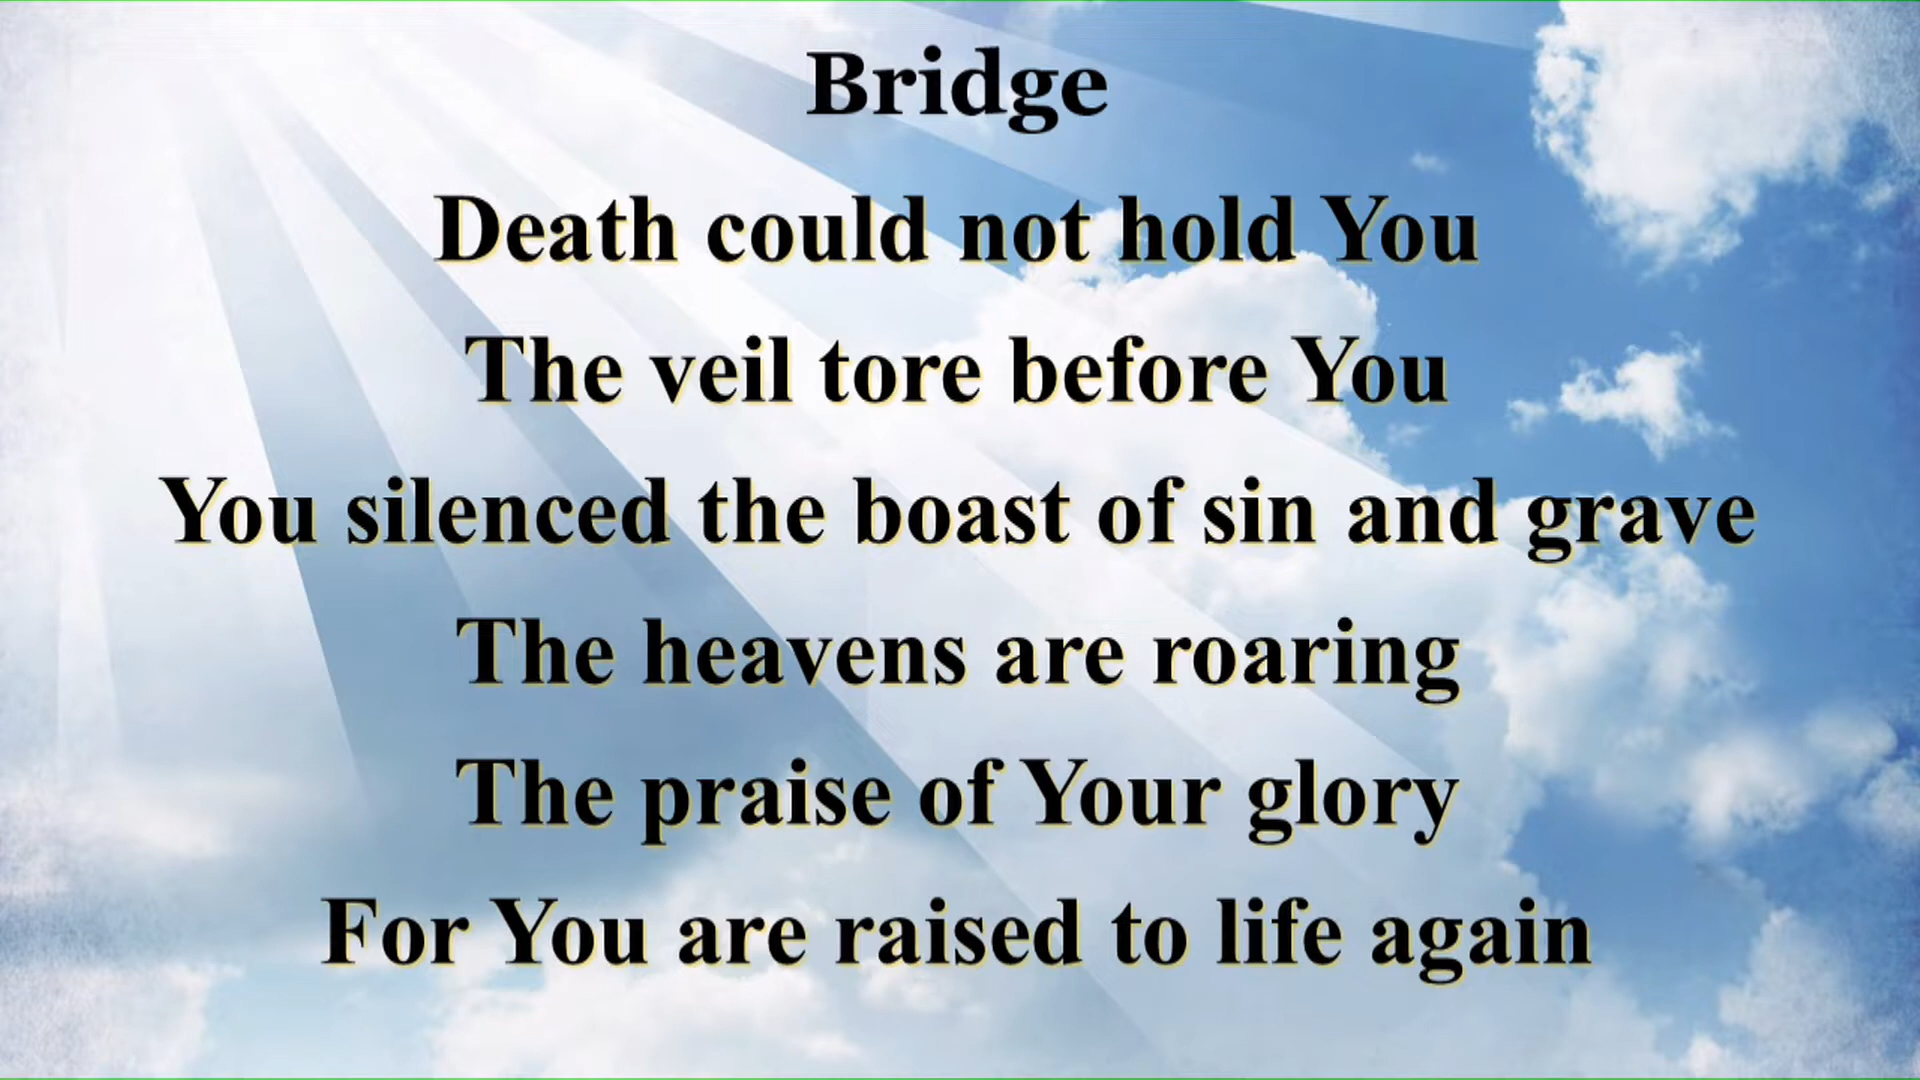 Bridge
Death could not hold You
The veil tore before You
You silenced the boast of sin and grave
The heavens are roaring
The praise of Your glory
For You are raised to life again